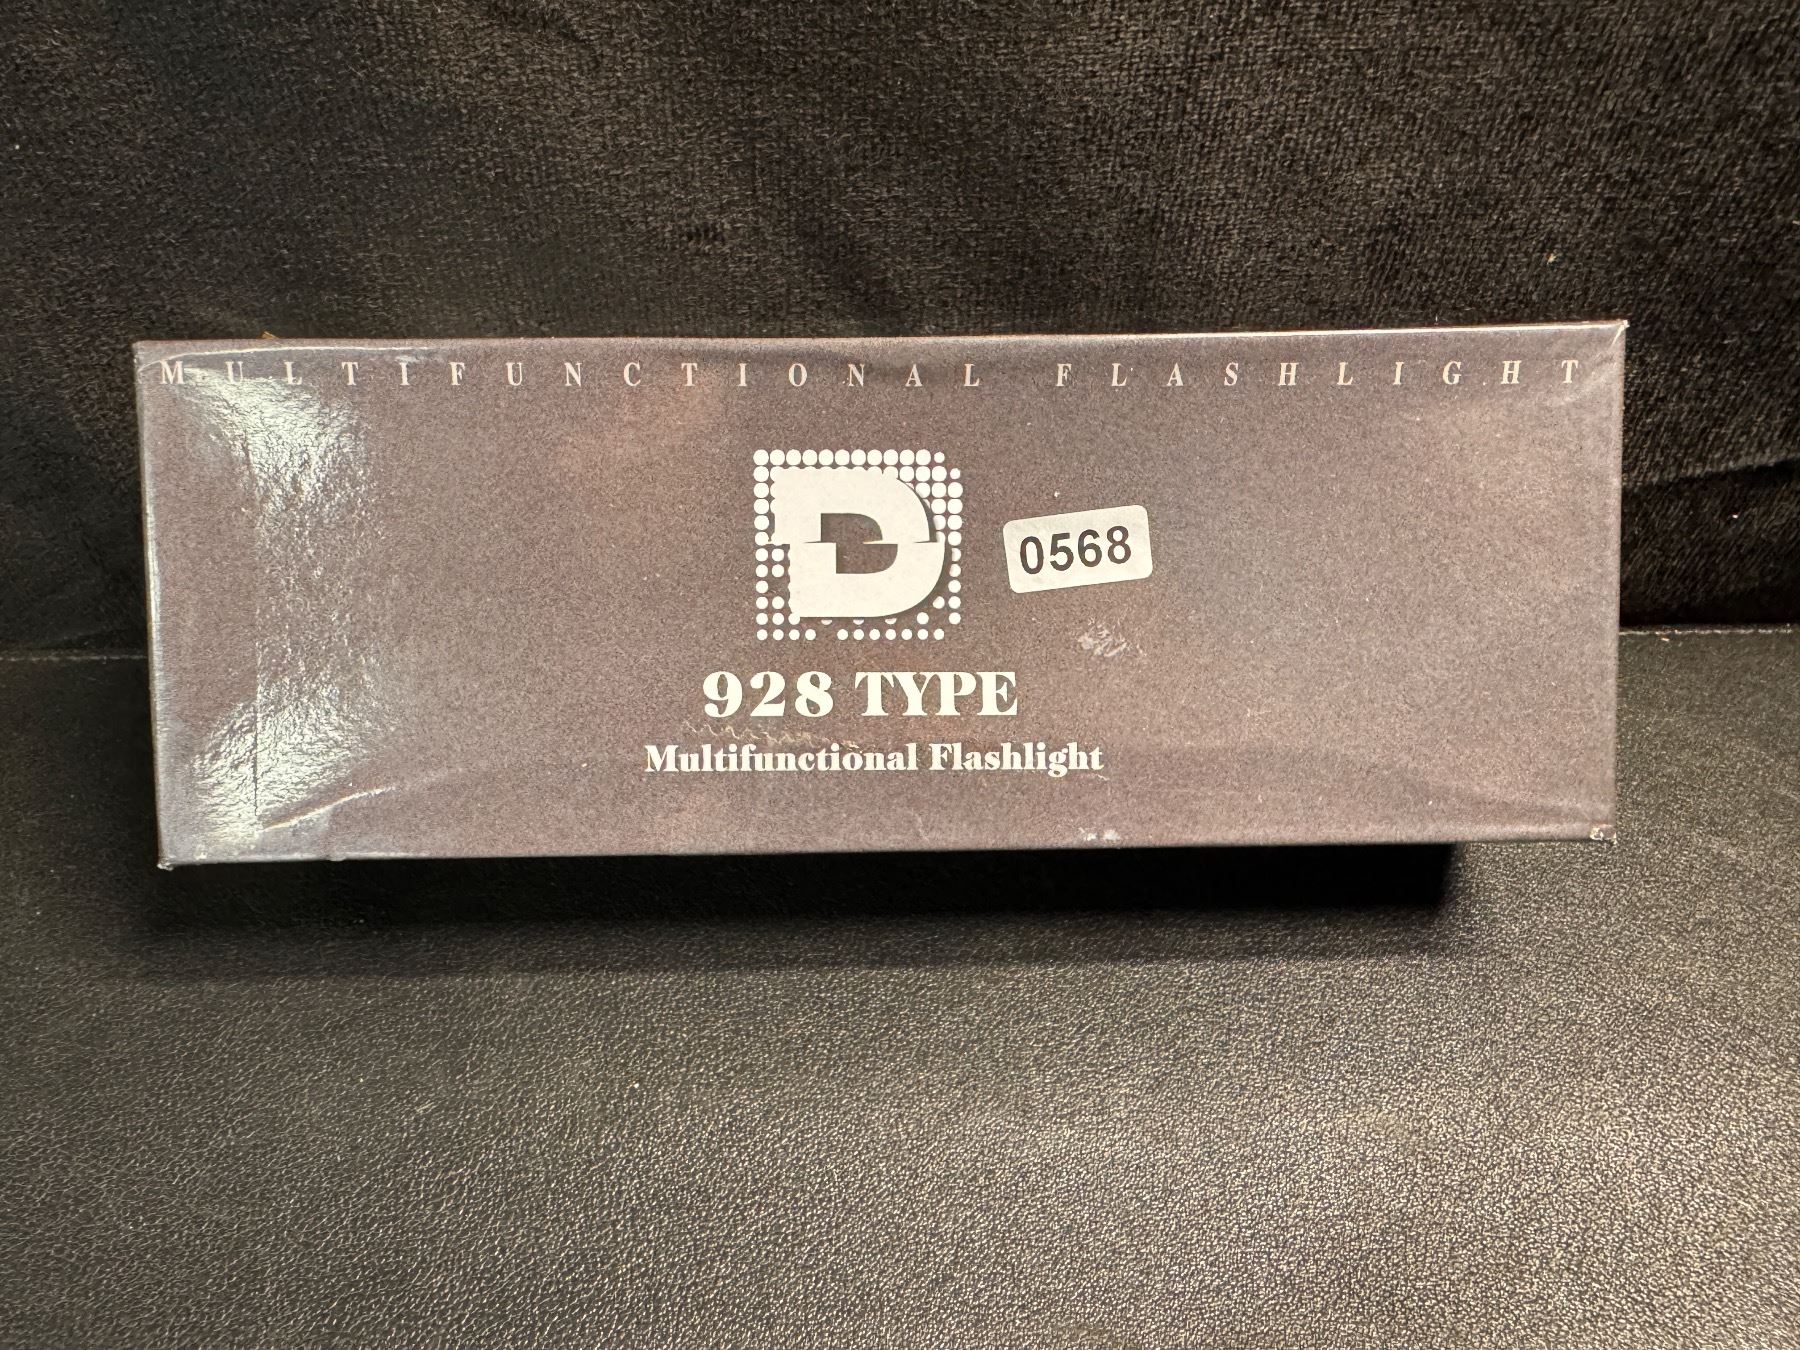 MULTIFUNCTIONAL FLASHLIGHT
D
0568
928 TYPE
Multifunctional Flashlight